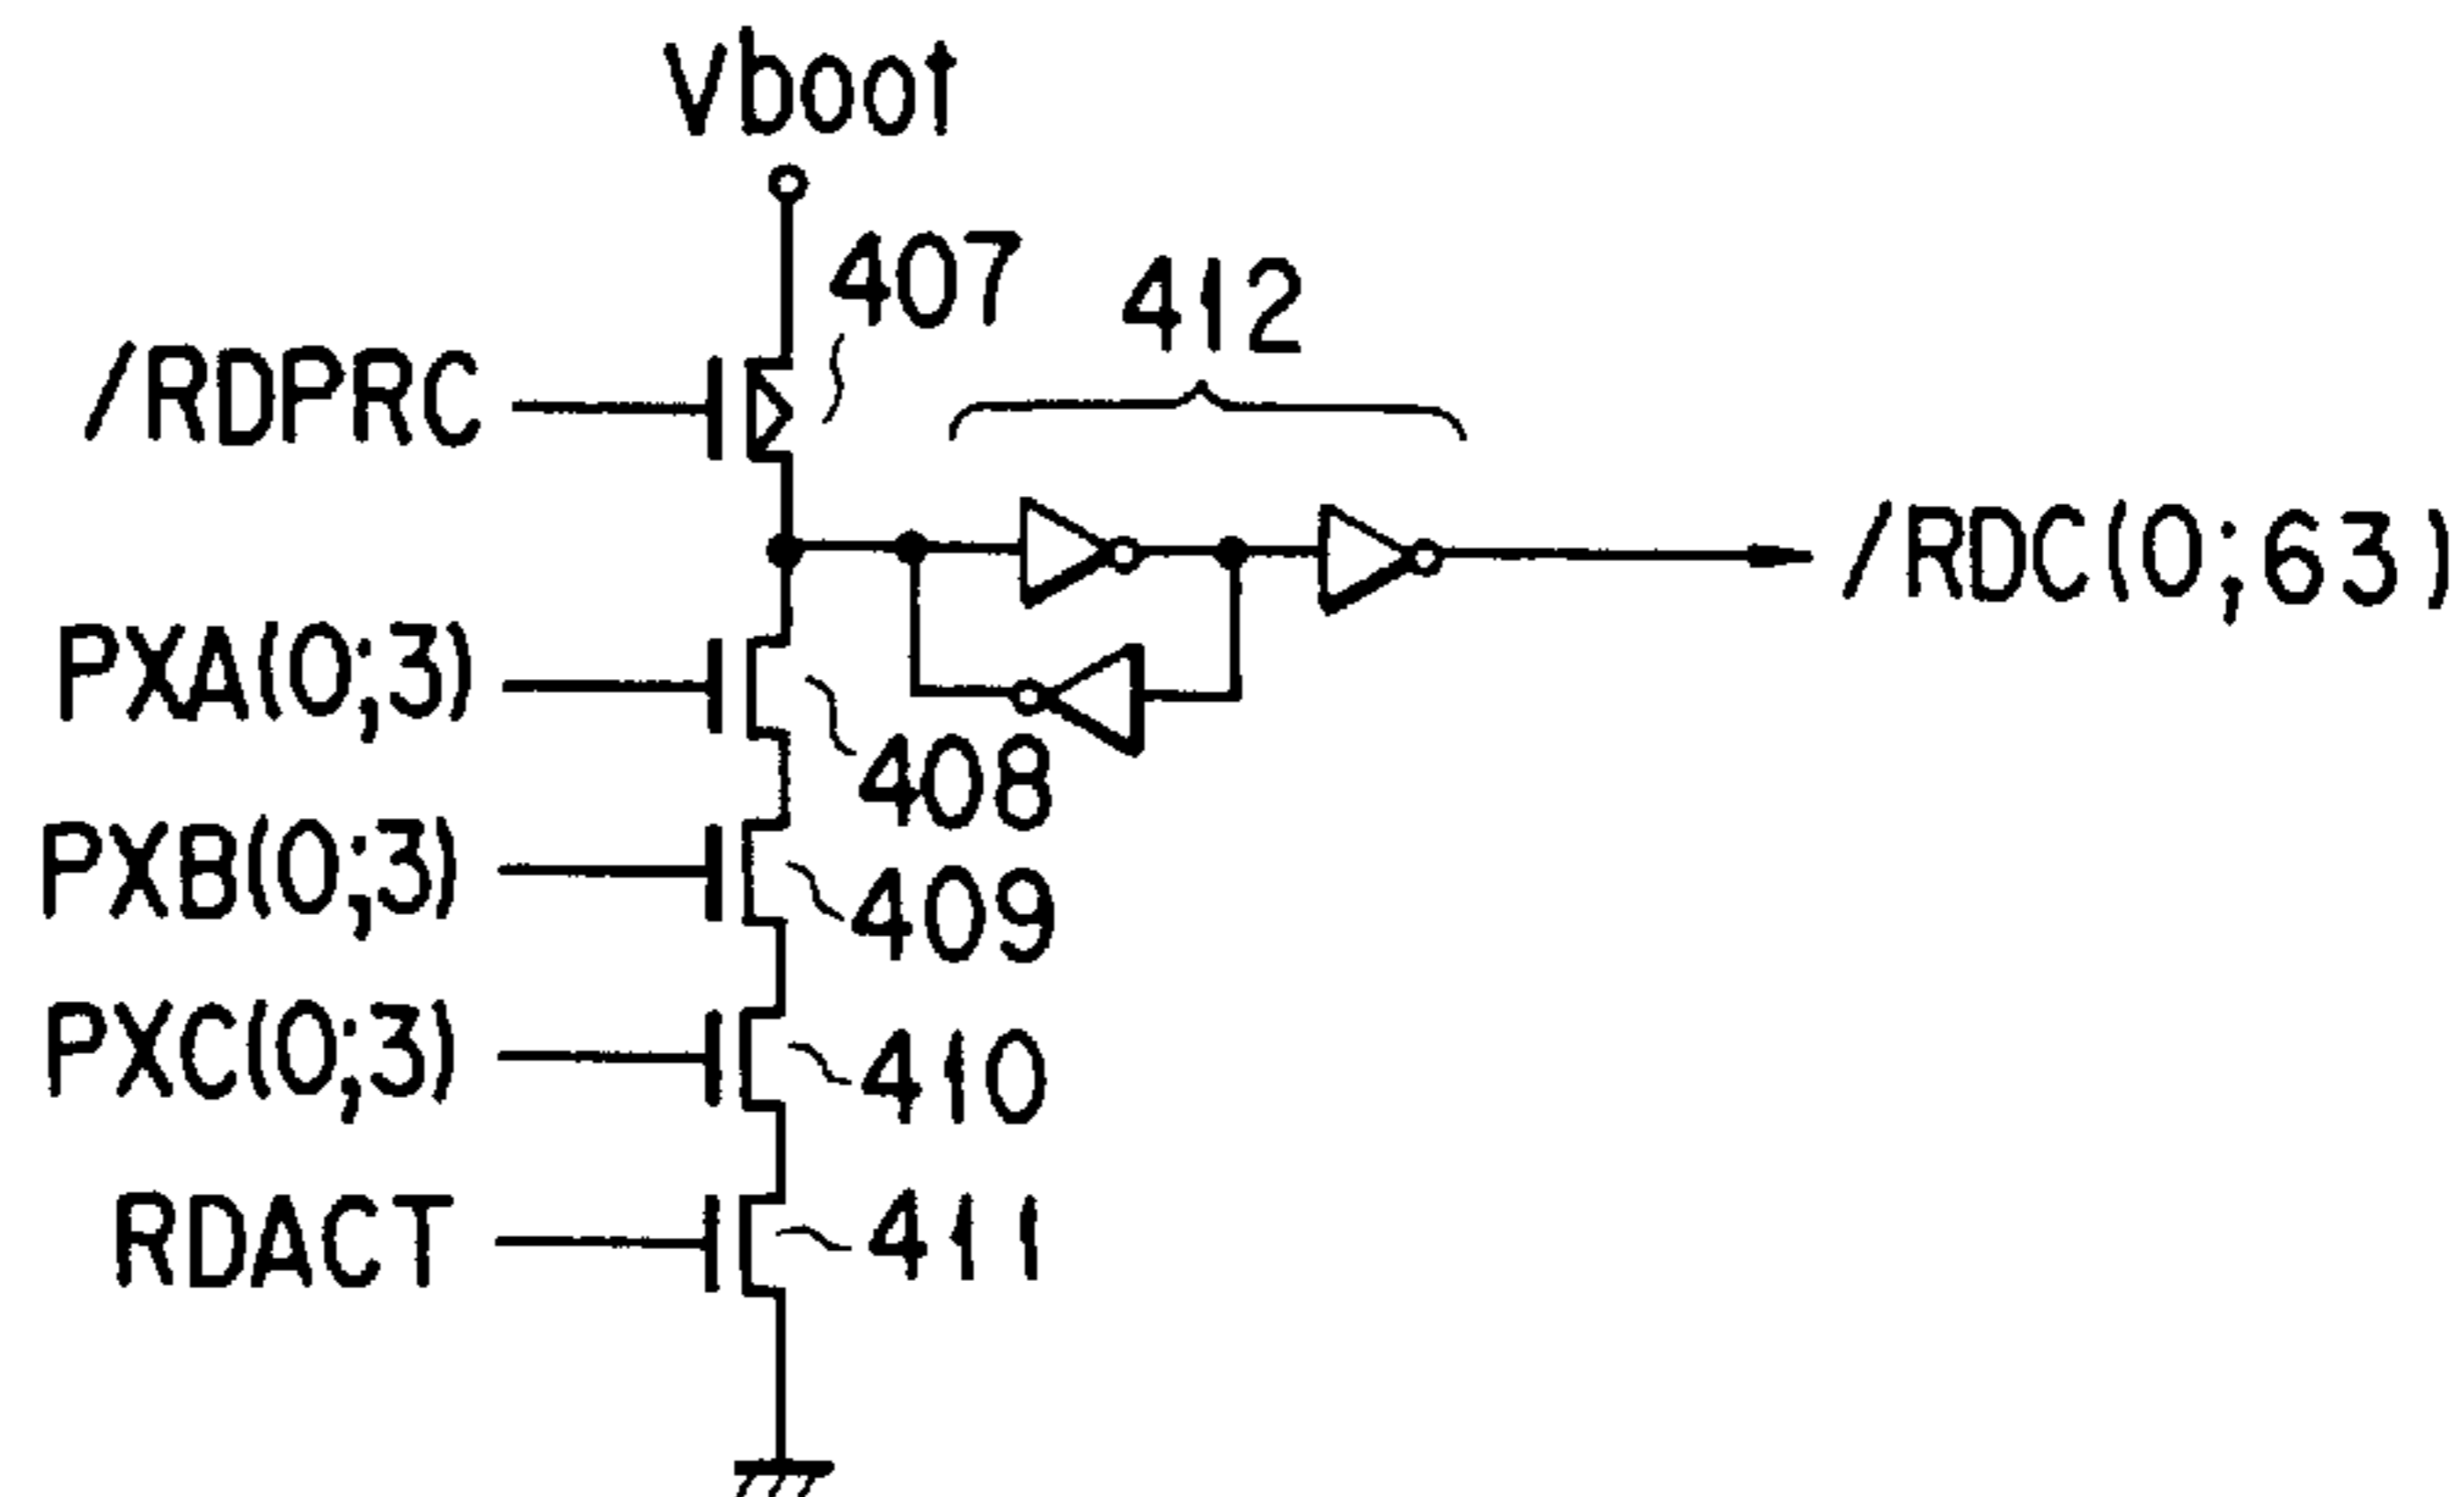 Vboot
407
412
/RDPRC
/RDC(0;63)
PXA(0;3)
408
PXB(0;3)
409
PXC(0;3)
410
RDACT
411